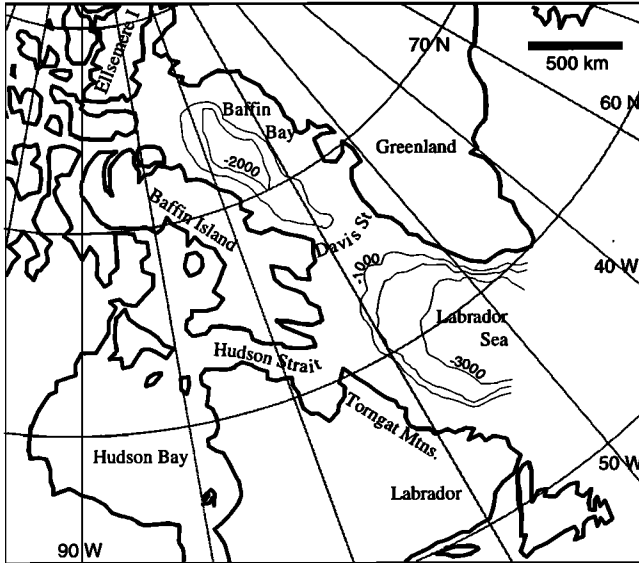 Ellsemere I
70 N
500 km
60 N
Baffin
Bay
Greenland
-2000
Baffin Island
Davis St
-1000
40 W
Labrador
Sea
Hudson Strait
-3000
Torngat Mtns.
Hudson Bay
50 W
Labrador
90 W